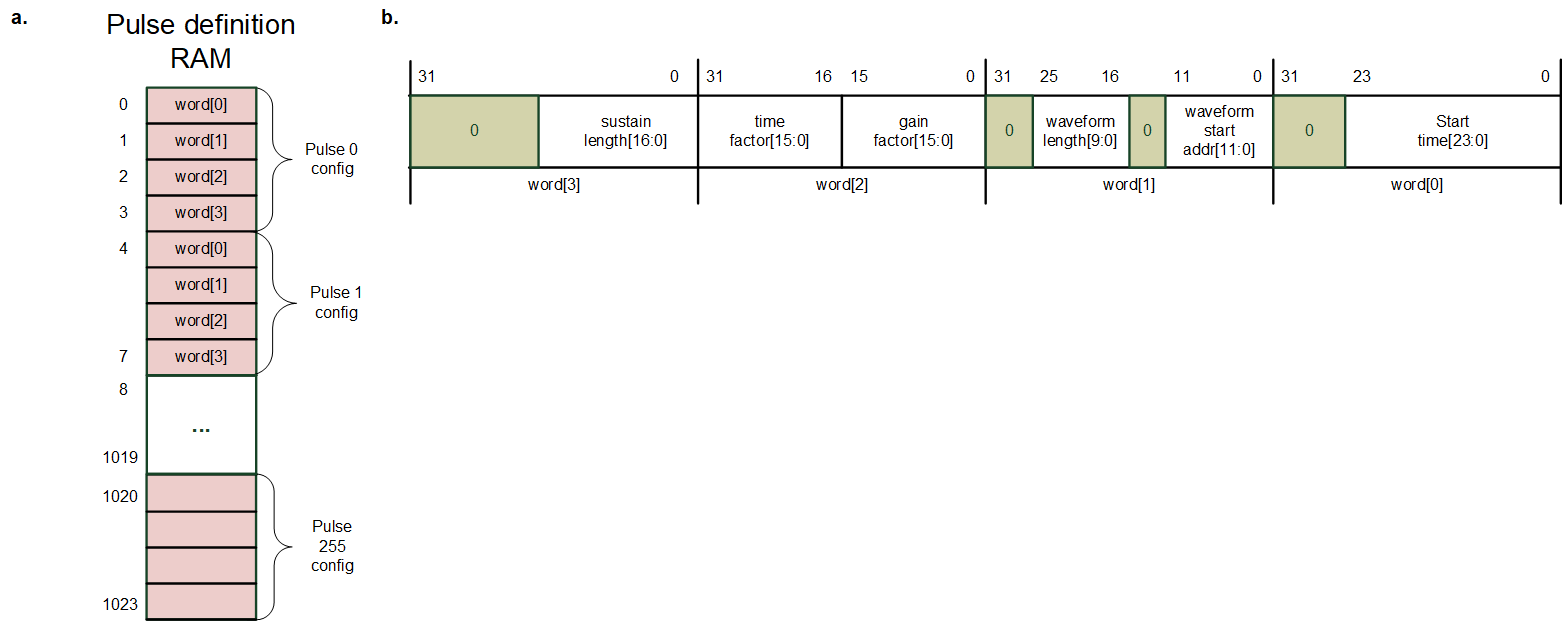 a.
Pulse definition
RAM
0 word[0]
1 word[1]
2 word[2]
3 word[3]
Pulse 0
config
4 word[0]
word[1]
word[2]
7 word[3]
Pulse 1
config
8
...
1019
1020
1023
Pulse
255
config
b.
31 0 31 16 15 0 31 25 16 11 0 31 23 0
0
sustain
length[16:0]
time
factor[15:0]
gain
factor[15:0]
0
waveform
length[9:0]
0
waveform
start
addr[11:0]
0
Start
time[23:0]
word[3] word[2] word[1] word[0]